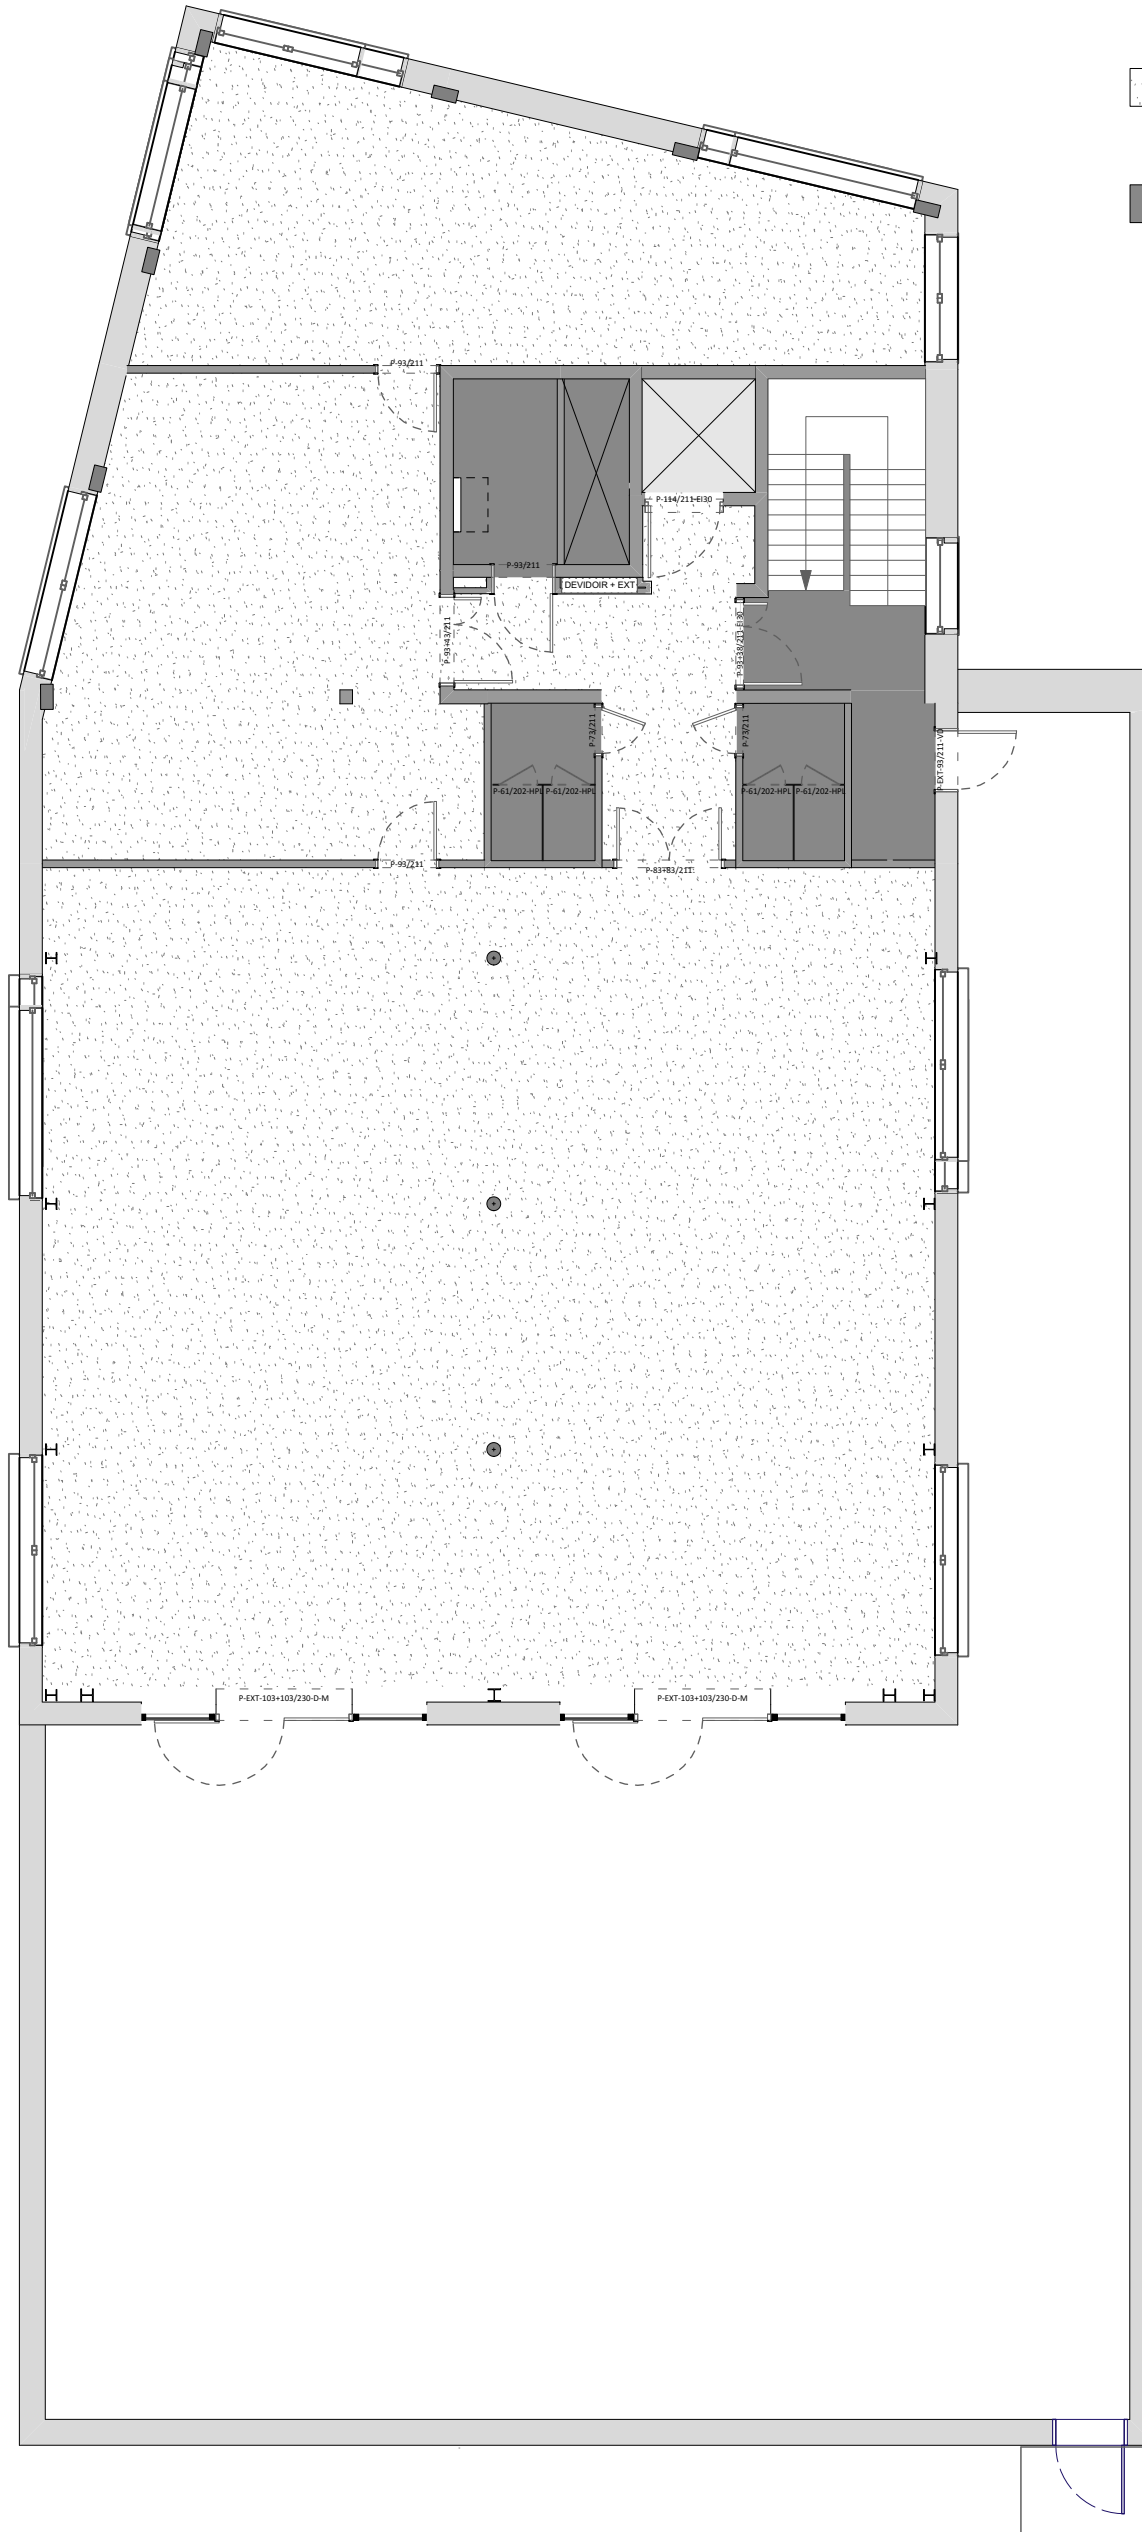 P-93/211
P-114/211-EI30
P-93/211
DEVIDOIR + EXT
P-93+43/211
P-93+38/211-EI30
P-73/211
P-73/211
P-EXT-93/211-VD
P-61/202-HPL
P-61/202-HPL
P-61/202-HPL
P-61/202-HPL
P-93/211
P-83+83/211
P-EXT-103+103/230-D-M
P-EXT-103+103/230-D-M